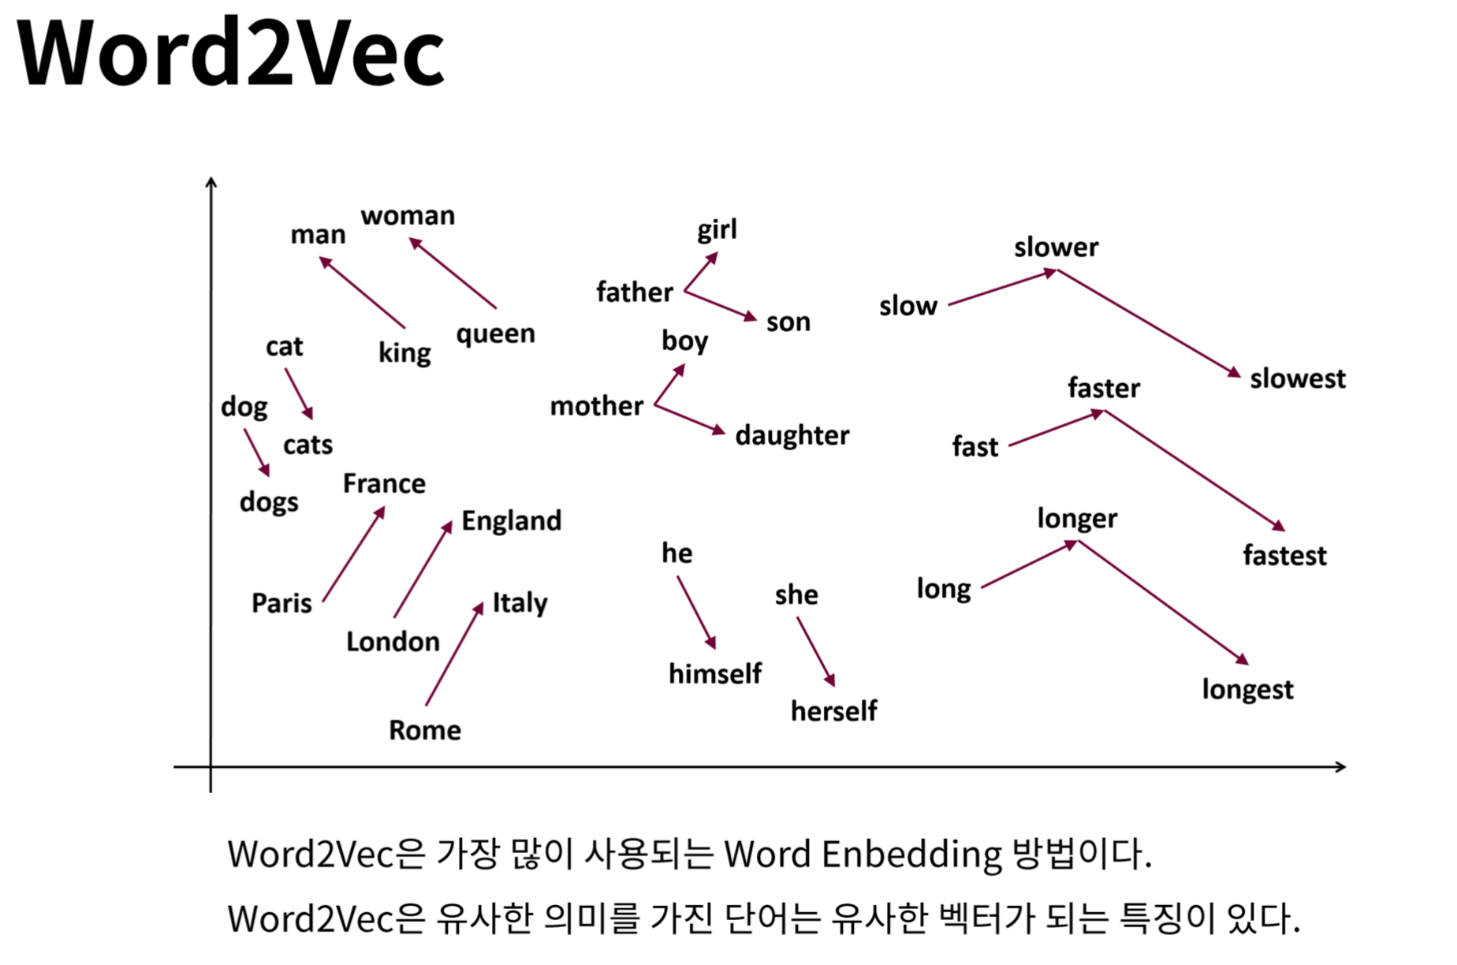 Word2Vec
man
woman
king
queen
cat
cats
dog
dogs
France
Paris
England
London
Italy
Rome
girl
father
son
boy
mother
daughter
he
himself
she
herself
slower
slow
slowest
faster
fast
fastest
longer
long
longest
Word2Vec은 가장 많이 사용되는 Word Enbedding 방법이다.
Word2Vec은 유사한 의미를 가진 단어는 유사한 벡터가 되는 특징이 있다.